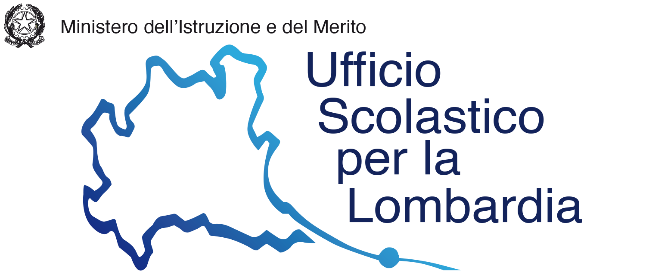 Ministero dell'Istruzione e del Merito
Ufficio
Scolastico
per la
Lombardia